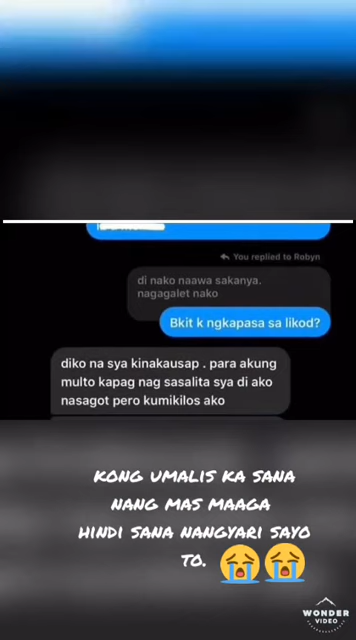 You replied to Robyn
di nako naawa sakanya.
nagagalet nako
Bkit k ngkapasa sa likod?
diko na sya kinakausap . para akung
multo kapag nag sasalita sya di ako
nasagot pero kumikilos ako
KONG UMALIS KA SANA
NANG MAS MAAGA
HINDI SANA NANGYARI SAYO
TO. 😭😭
WONDER
VIDEO